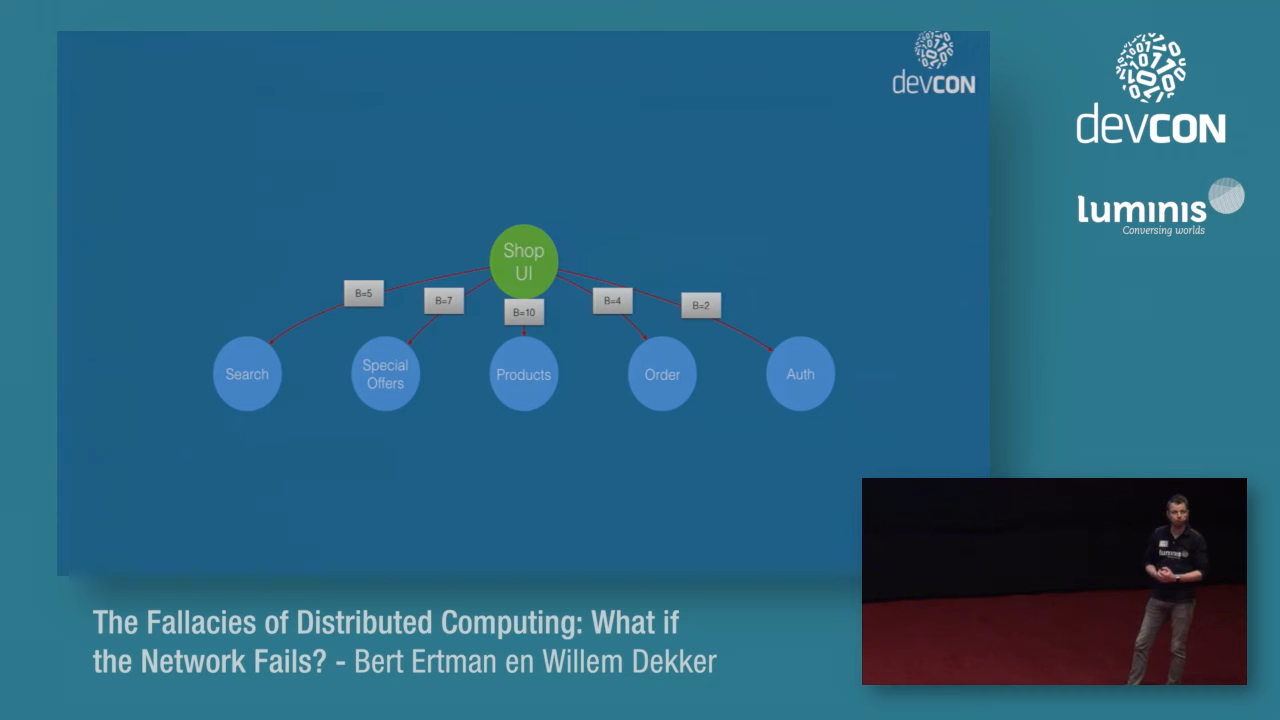 devcon
devcon
luminis
Conversing worlds
Shop
UI
B=5
B=7
B=10
B=4
B=2
Search
Special
Offers
Products
Order
Auth
luminis
The Fallacies of Distributed Computing: What if
the Network Fails? - Bert Ertman en Willem Dekker